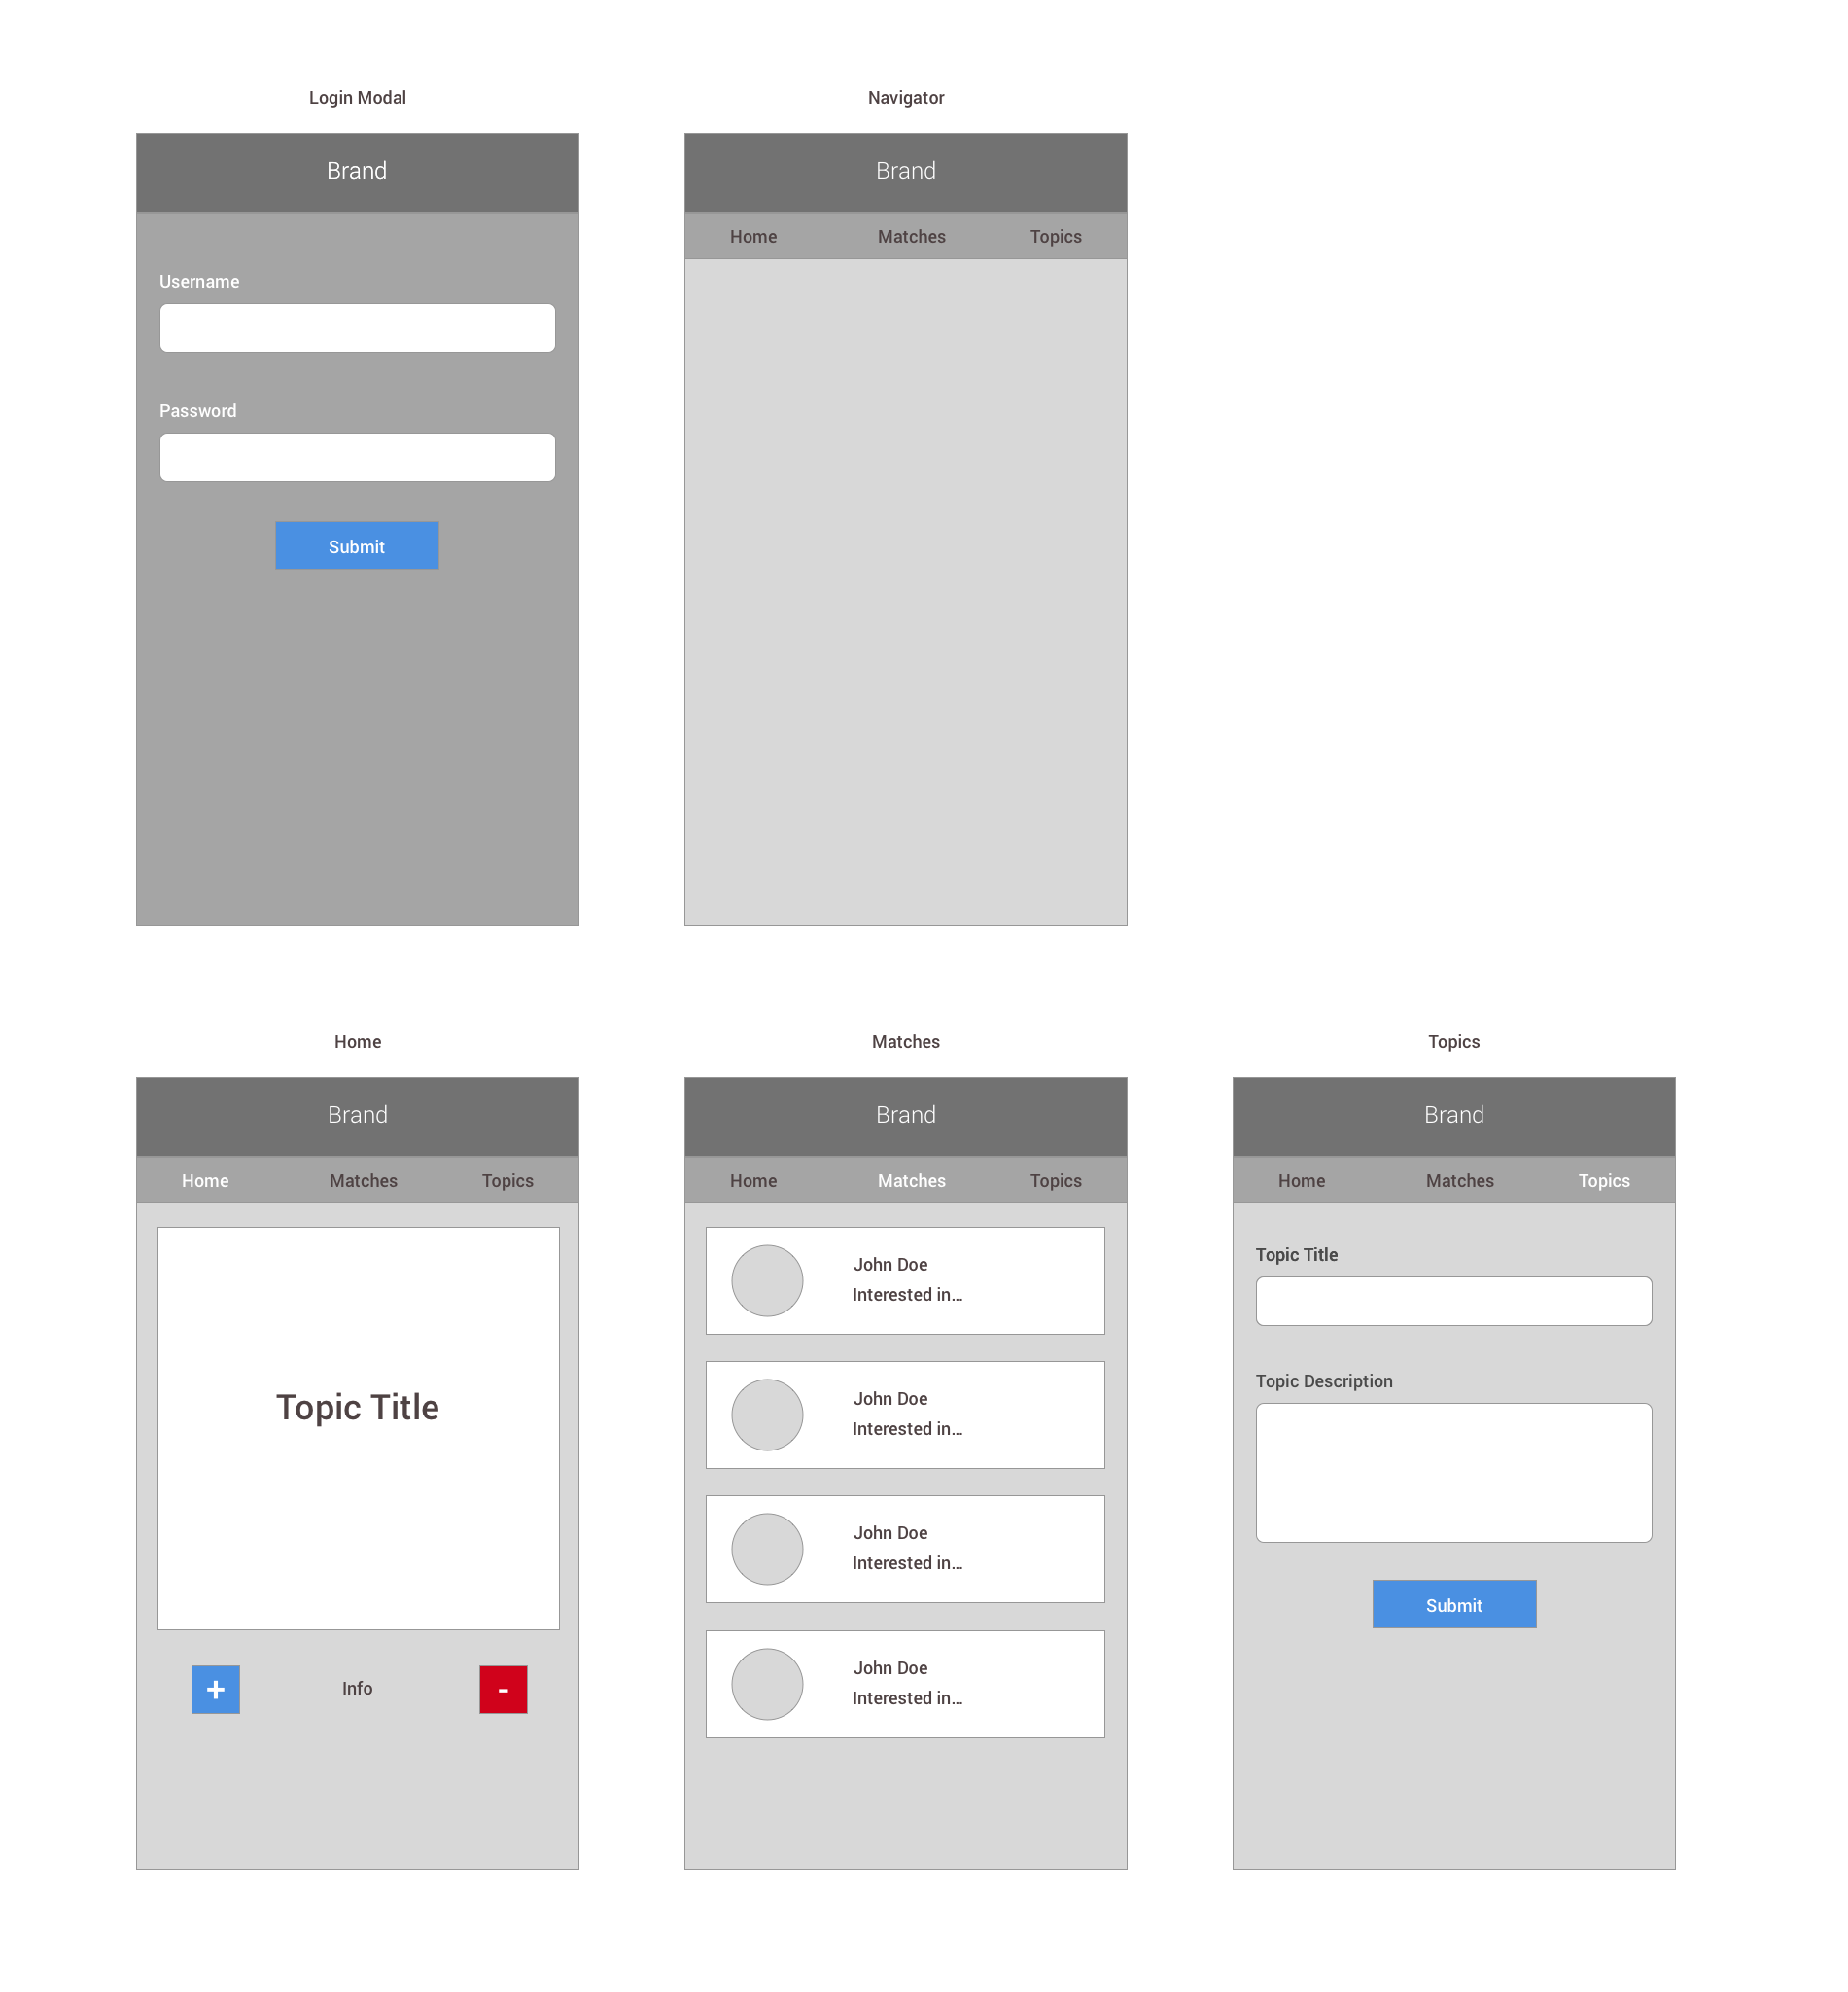 Login Modal
Brand
Username
Password
Submit
Navigator
Brand
Home Matches Topics
Home
Brand
Home Matches Topics
Topic Title
+ Info -
Matches
Brand
Home Matches Topics
John Doe
Interested in...
John Doe
Interested in...
John Doe
Interested in...
John Doe
Interested in...
Topics
Brand
Home Matches Topics
Topic Title
Topic Description
Submit